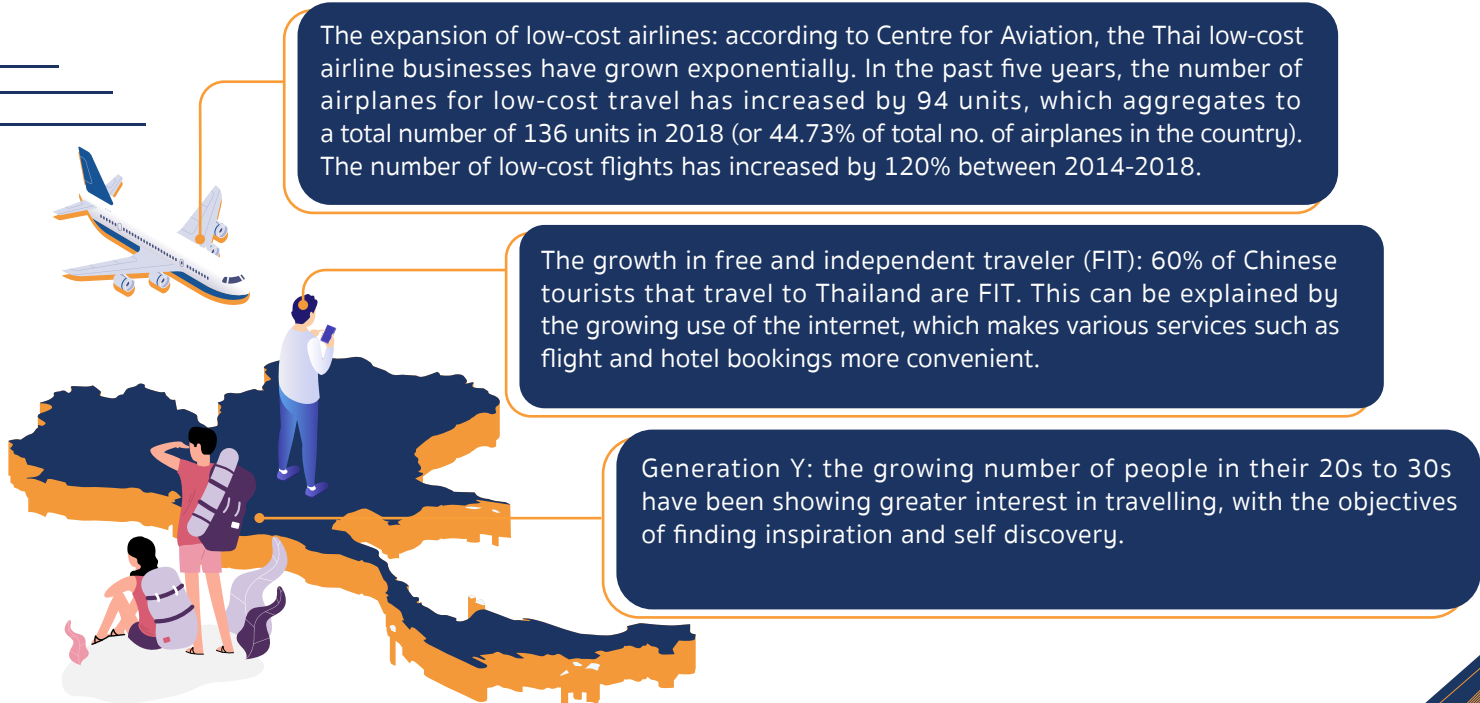 The expansion of low-cost airlines: according to Centre for Aviation, the Thai low-cost
airline businesses have grown exponentially. In the past five years, the number of
airplanes for low-cost travel has increased by 94 units, which aggregates to
a total number of 136 units in 2018 (or 44.73% of total no. of airplanes in the country).
The number of low-cost flights has increased by 120% between 2014-2018.
The growth in free and independent traveler (FIT): 60% of Chinese
tourists that travel to Thailand are FIT. This can be explained by
the growing use of the internet, which makes various services such as
flight and hotel bookings more convenient.
Generation Y: the growing number of people in their 20s to 30s
have been showing greater interest in travelling, with the objectives
of finding inspiration and self discovery.